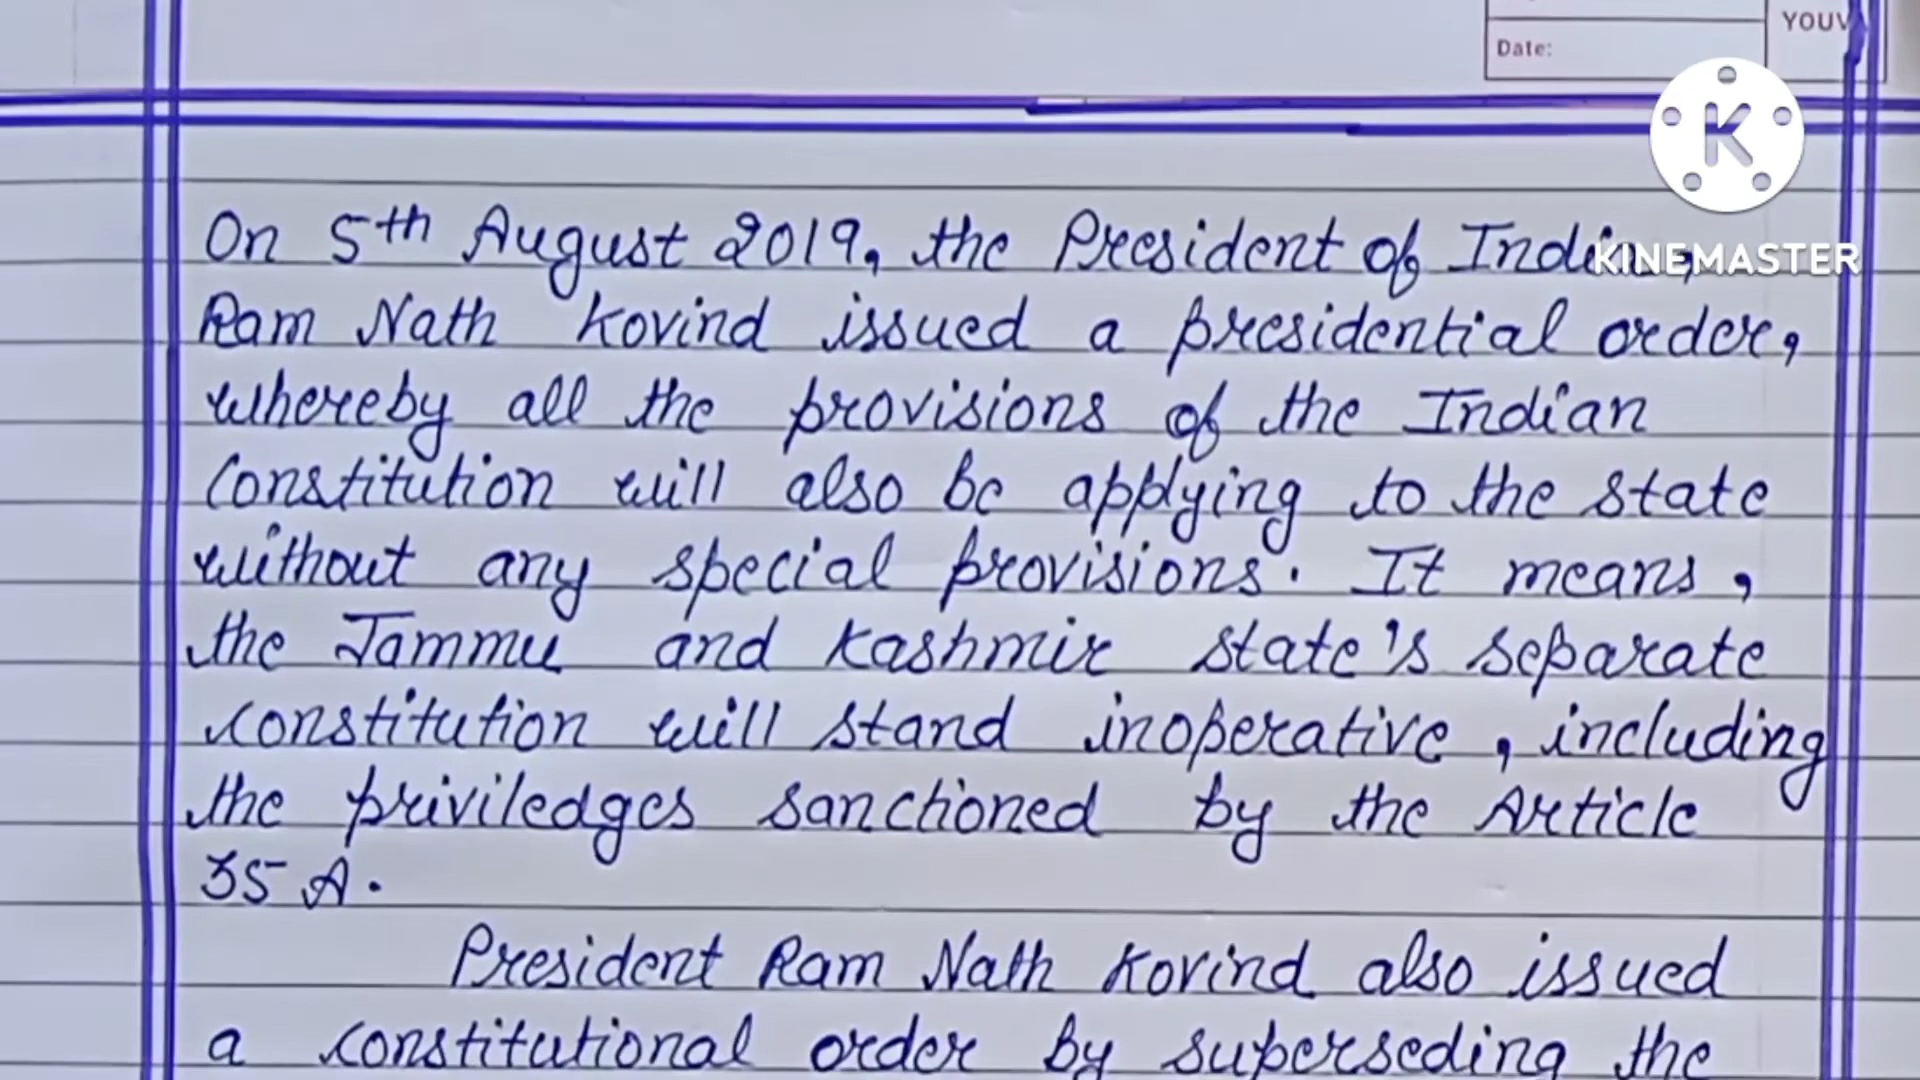 YOUV
Date:
K
KINEMASTER
On 5th August 2019, the President of India,
Ram Nath Kovind issued a presidential order,
whereby all the provisions of the Indian
Constitution will also be applying to the state
without any special provisions. It means,
the Jammu and Kashmir state's separate
constitution will stand inoperative, including
the priviledges sanctioned by the Article
35 A.
President Ram Nath Kovind also issued
a constitutional order by superseding the